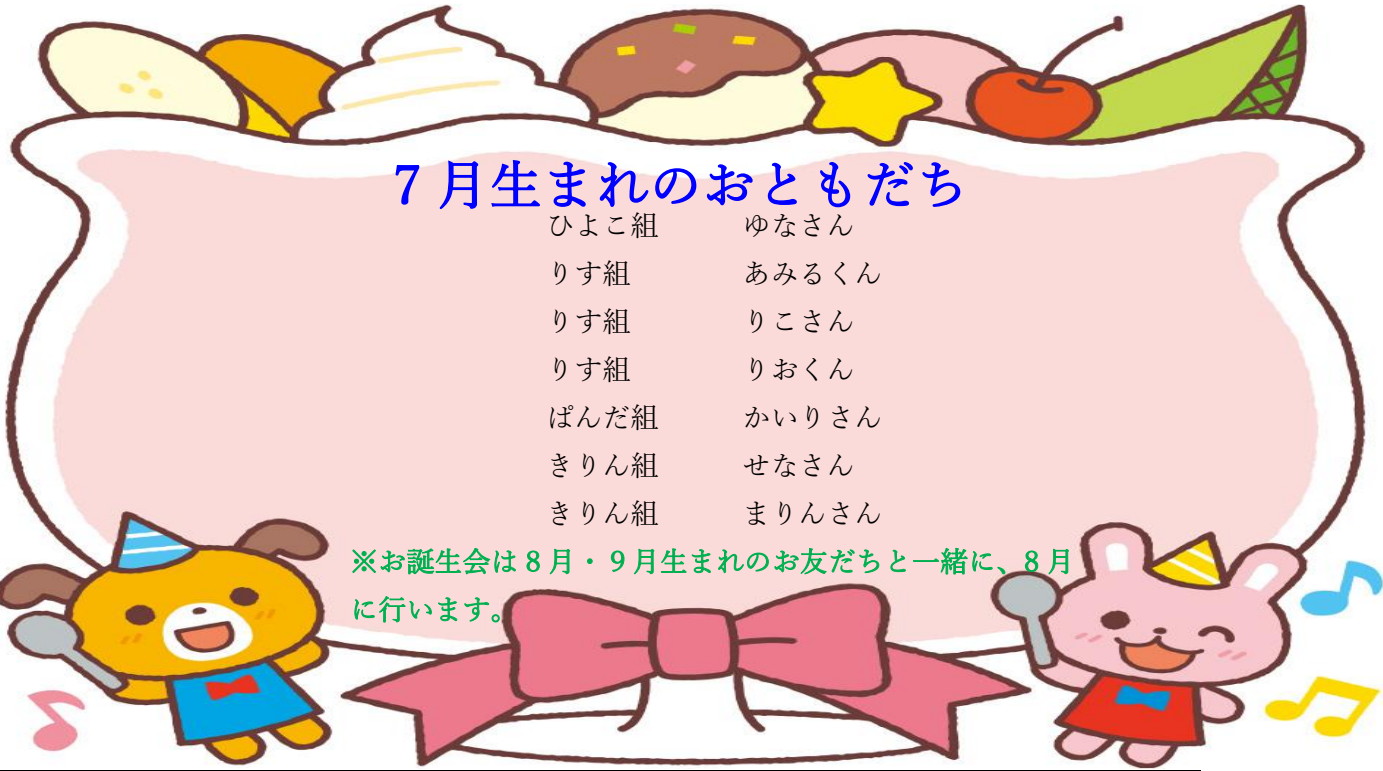 ７月生まれのおともだち
ひよこ組　ゆなさん
りす組　あみるくん
りす組　りこさん
りす組　りおくん
ぱんだ組　かいりさん
きりん組　せなさん
きりん組　まりんさん
※お誕生会は８月・９月生まれのお友だちと一緒に、８月
に行います。